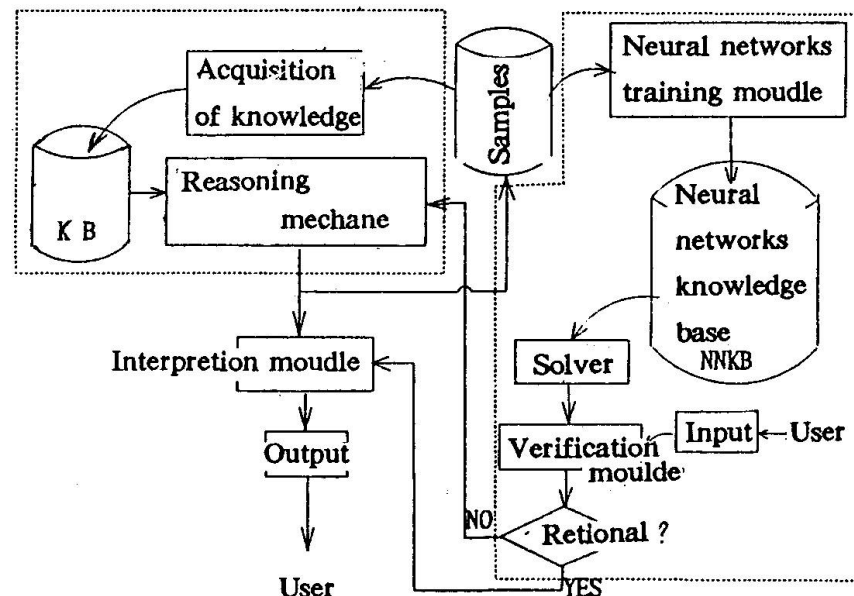 Acquisition
of knowledge
Samples
Neural networks
training moudle
K B
Reasoning
mechane
Neural
networks
knowledge
base
NNKB
Interpretion moudle
Solver
Output
Verification
moulde
Input
User
NO
Retional ?
User
YES